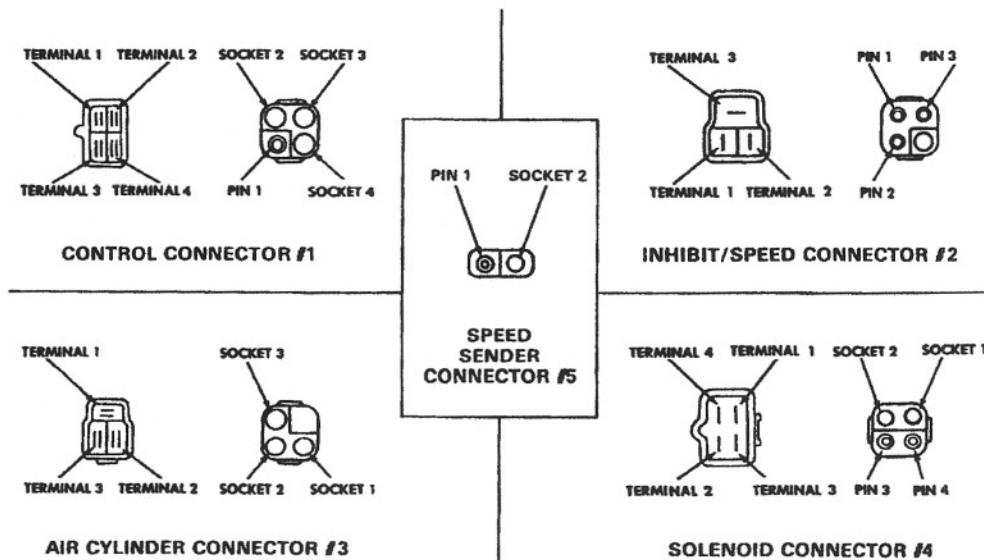 TERMINAL 1 TERMINAL 2 SOCKET 2 SOCKET 3
TERMINAL 3 TERMINAL 4 PIN 1 SOCKET 4
CONTROL CONNECTOR #1
TERMINAL 3 PIN 1 PIN 3
TERMINAL 1 TERMINAL 2 PIN 2
INHIBIT/SPEED CONNECTOR #2
PIN 1 SOCKET 2
SPEED
SENDER
CONNECTOR #5
TERMINAL 1 SOCKET 3
TERMINAL 3 TERMINAL 2 SOCKET 2 SOCKET 1
AIR CYLINDER CONNECTOR #3
TERMINAL 4 TERMINAL 1 SOCKET 2 SOCKET 1
TERMINAL 2 TERMINAL 3 PIN 3 PIN 4
SOLENOID CONNECTOR #4